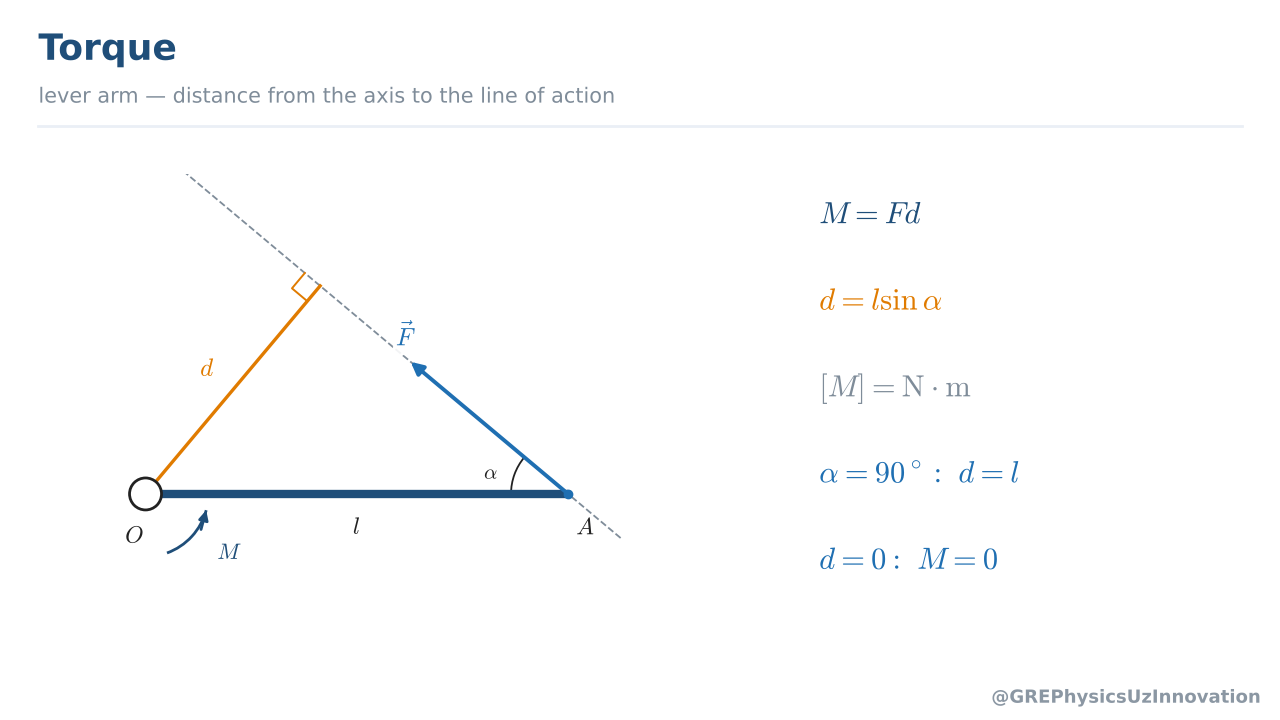 Torque
lever arm — distance from the axis to the line of action
M = Fd
F⃗
d = l sin α
d
[M] = N · m
α
α = 90° : d = l
l
A
O
M
d = 0 : M = 0
@GREPhysicsUzInnovation